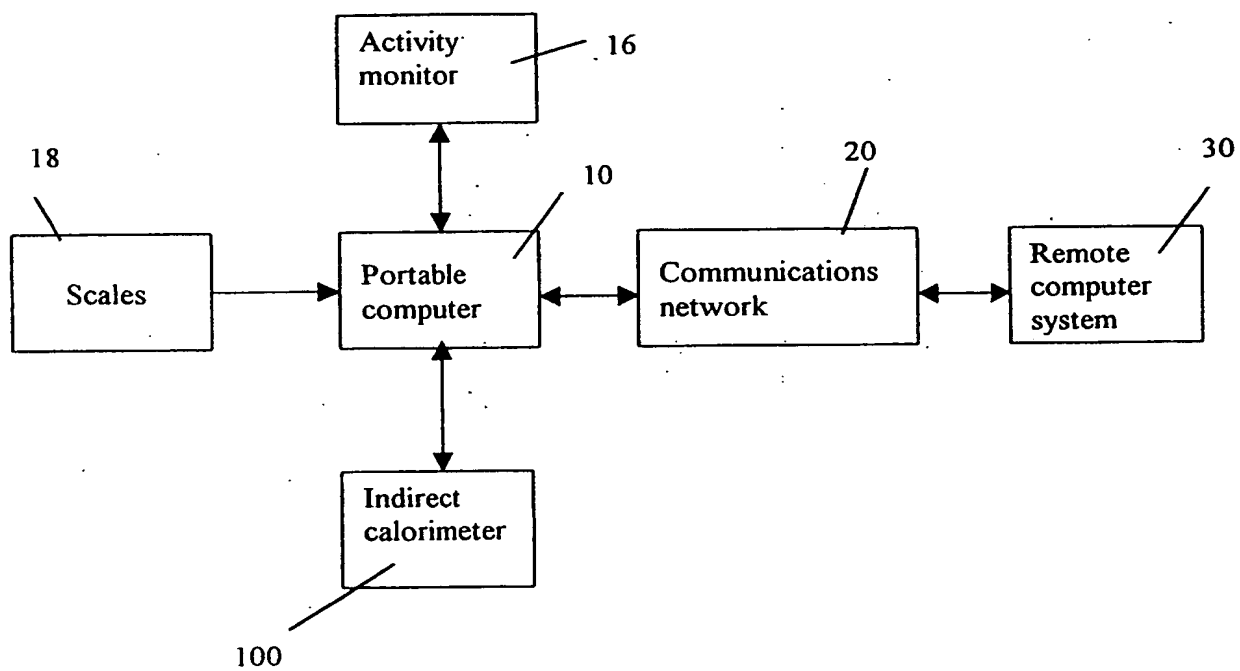 Activity
monitor
16
18
10
20
30
Scales
Portable
computer
Communications
network
Remote
computer
system
Indirect
calorimeter
100